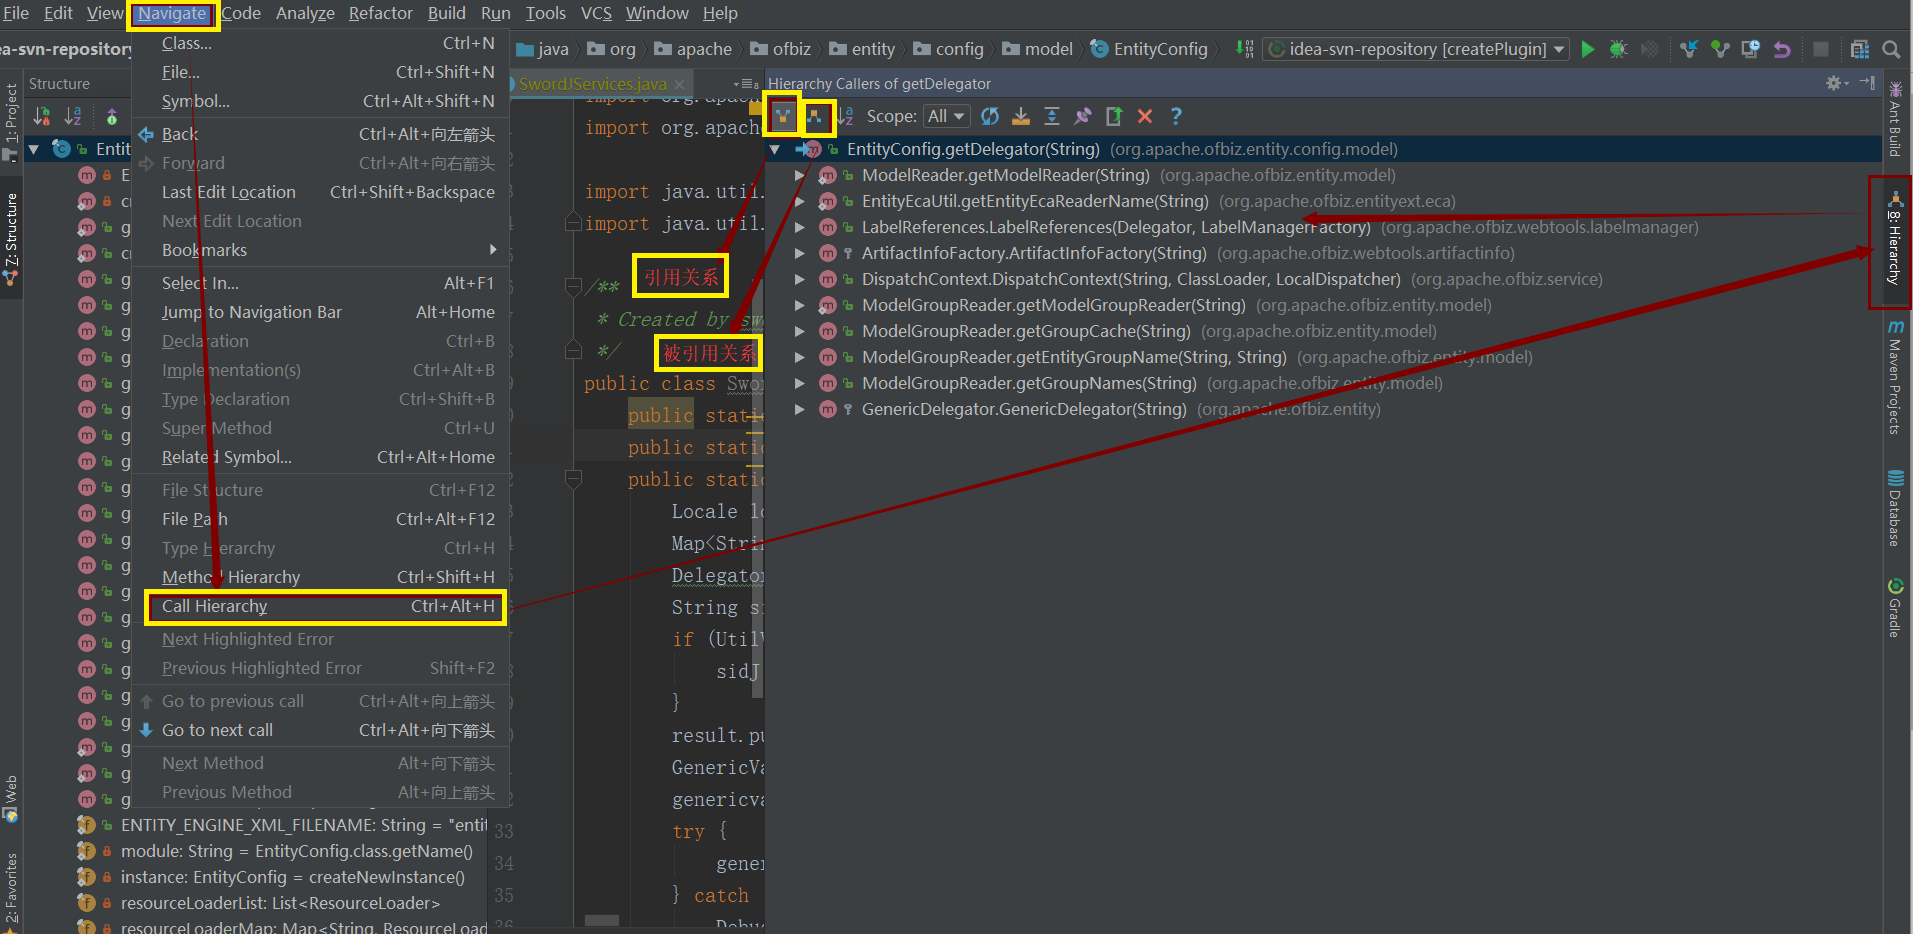 File Edit View Navigate Code Analyze Refactor Build Run Tools VCS Window Help
ea-svn-repository
java org apache ofbiz entity config model EntityConfig idea-svn-repository [createPlugin]
Structure
1: Project
7: Structure
Web
2: Favorites
Class... Ctrl+N
File... Ctrl+Shift+N
Symbol... Ctrl+Alt+Shift+N
Back Ctrl+Alt+向左箭头
Forward Ctrl+Alt+向右箭头
Last Edit Location Ctrl+Shift+Backspace
Next Edit Location
Bookmarks
Select In... Alt+F1
Jump to Navigation Bar Alt+Home
Declaration Ctrl+B
Implementation(s) Ctrl+Alt+B
Type Declaration Ctrl+Shift+B
Super Method Ctrl+U
Related Symbol... Ctrl+Alt+Home
File Structure Ctrl+F12
File Path Ctrl+Alt+F12
Type Hierarchy Ctrl+H
Method Hierarchy Ctrl+Shift+H
Call Hierarchy Ctrl+Alt+H
Next Highlighted Error
Previous Highlighted Error Shift+F2
Go to previous call Ctrl+Alt+向上箭头
Go to next call Ctrl+Alt+向下箭头
Next Method Alt+向下箭头
Previous Method Alt+向上箭头
Entit
ENTITY_ENGINE_XML_FILENAME: String = "entit
module: String = EntityConfig.class.getName()
instance: EntityConfig = createNewInstance()
resourceLoaderList: List<ResourceLoader>
resourceLoaderMap: Map<String, ResourceLoad
SwordJServices.java
import org.apac
import org.apach
import java.util.
import java.util.
/**
* Created by sw
*/
public class Swo
public static
public static
public static
Locale lo
Map<Strin
Delegator
String s
if (UtilV
sidJ
}
result.pu
GenericVa
genericva
33 try {
34 gener
35 } catch
36 Debu
引用关系
被引用关系
Hierarchy Callers of getDelegator
Scope: All
EntityConfig.getDelegator(String) (org.apache.ofbiz.entity.config.model)
ModelReader.getModelReader(String) (org.apache.ofbiz.entity.model)
EntityEcaUtil.getEntityEcaReaderName(String) (org.apache.ofbiz.entityext.eca)
LabelReferences.LabelReferences(Delegator, LabelManagerFactory) (org.apache.ofbiz.webtools.labelmanager)
ArtifactInfoFactory.ArtifactInfoFactory(String) (org.apache.ofbiz.webtools.artifactinfo)
DispatchContext.DispatchContext(String, ClassLoader, LocalDispatcher) (org.apache.ofbiz.service)
ModelGroupReader.getModelGroupReader(String) (org.apache.ofbiz.entity.model)
ModelGroupReader.getGroupCache(String) (org.apache.ofbiz.entity.model)
ModelGroupReader.getEntityGroupName(String, String) (org.apache.ofbiz.entity.model)
ModelGroupReader.getGroupNames(String) (org.apache.ofbiz.entity.model)
GenericDelegator.GenericDelegator(String) (org.apache.ofbiz.entity)
Ant Build
8: Hierarchy
Maven Projects
Database
Gradle